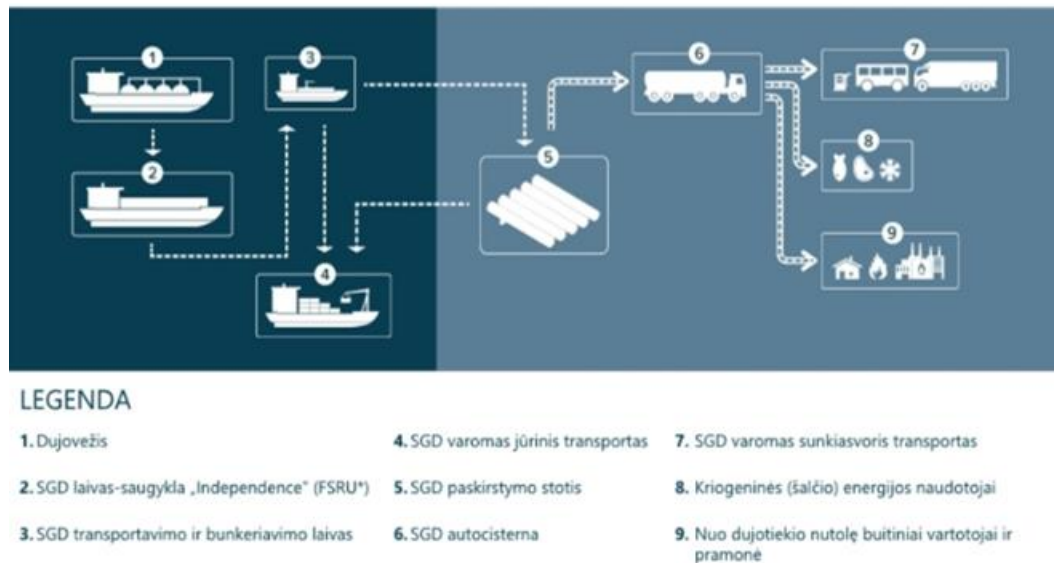 1
3
6
7
2
5
8
4
9
LEGENDA
1. Dujovežis
2. SGD laivas-saugykla „Independence" (FSRU*)
3. SGD transportavimo ir bunkeriavimo laivas
4. SGD varomas jūrinis transportas
5. SGD paskirstymo stotis
6. SGD autocisterna
7. SGD varomas sunkiasvoris transportas
8. Kriogeninės (šalčio) energijos naudotojai
9. Nuo dujotiekio nutolę buitiniai vartotojai ir
pramonė